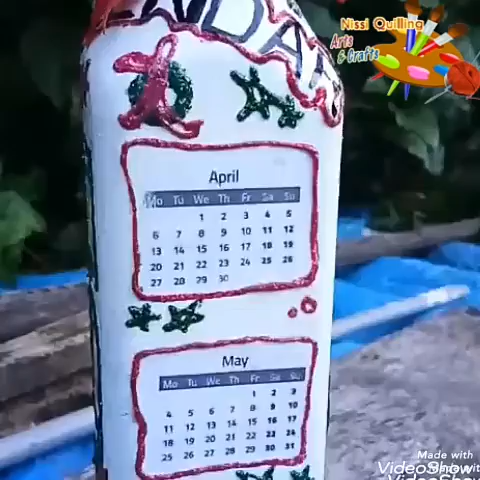 ENDAR
Nissi Quilling
Arts
& Crafts
April
Mo Tu We Th Fr Sa Su
1 2 3 4 5
6 7 8 9 10 11 12
13 14 15 16 17 18 19
20 21 22 23 24 25 26
27 28 29 30
May
Mo Tu We Th Fr Sa Su
1 2 3
4 5 6 7 8 9 10
11 12 13 14 15 16 17
18 19 20 21 22 23 24
25 26 27 28 29 30 31
Made with
VideoShow